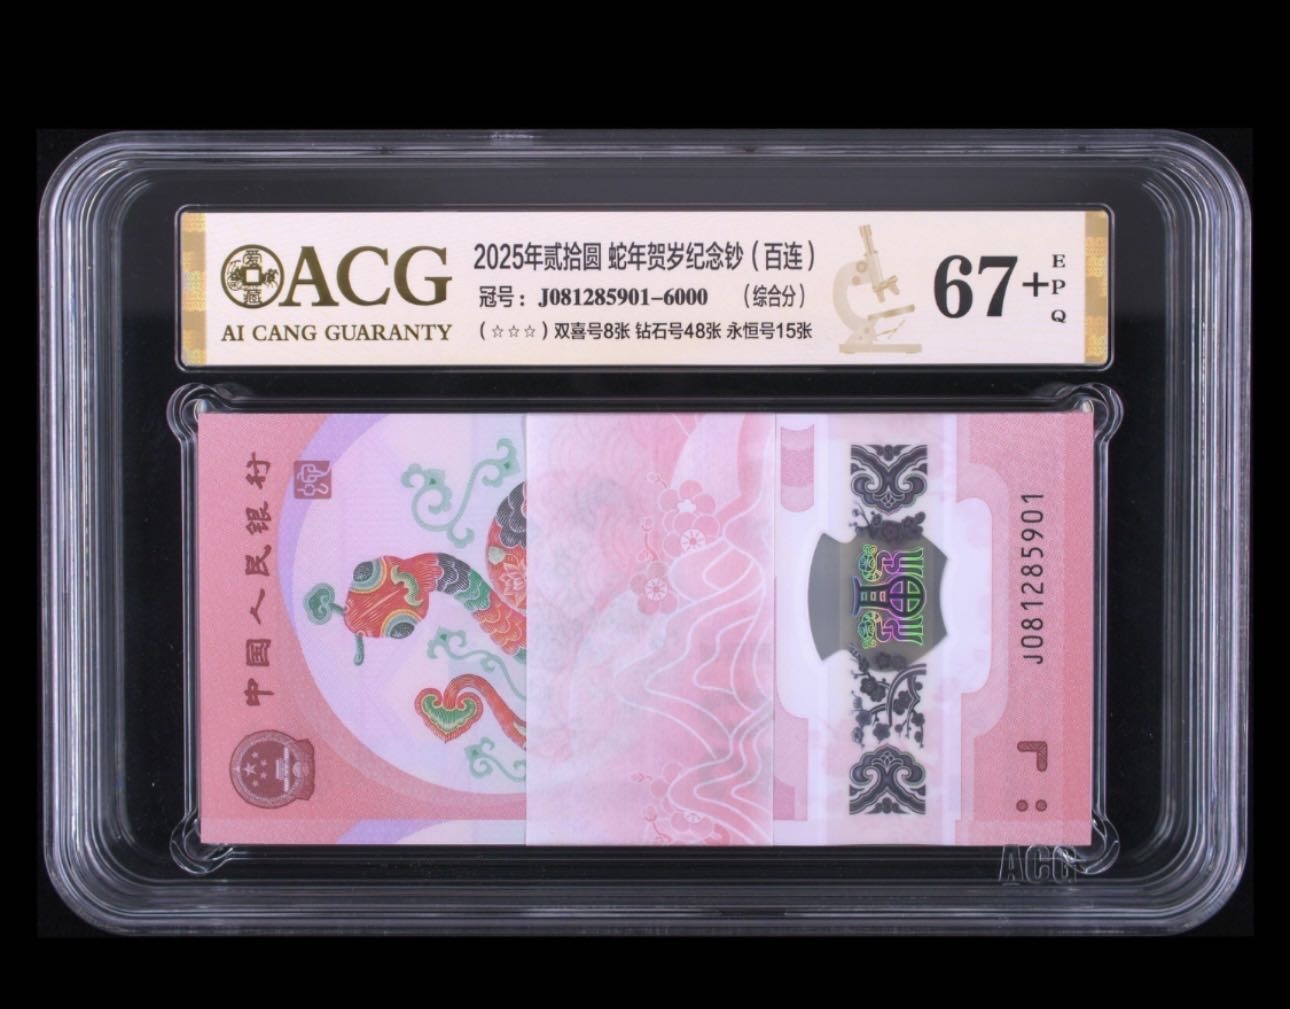 ACG
AI CANG GUARANTY
2025年贰拾圆 蛇年贺岁纪念钞（百连）
冠号：J081285901-6000 （综合分）
（☆☆☆）双喜号8张 钻石号48张 永恒号15张
67+
EPQ
中国人民银行
J081285901
ACG